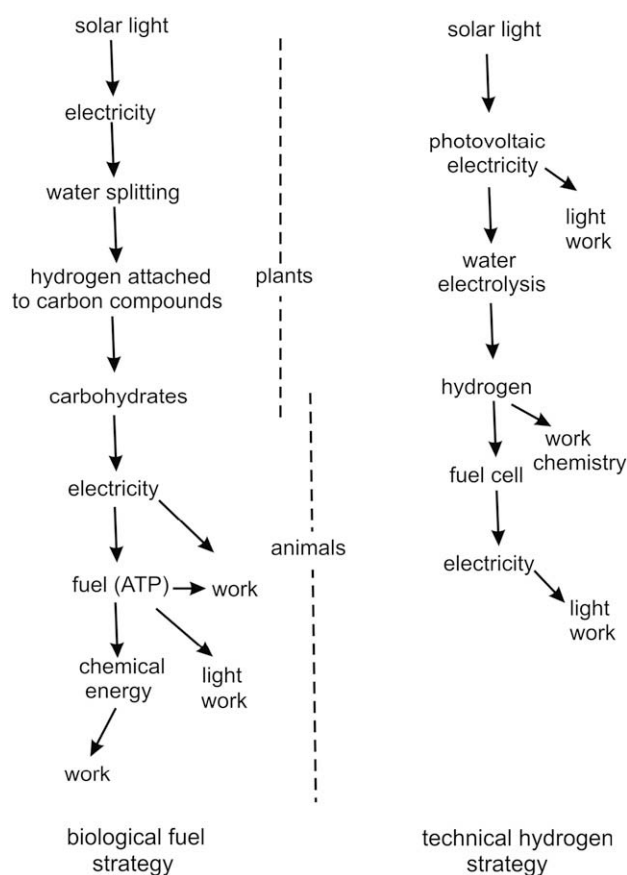 solar light
electricity
water splitting
hydrogen attached
to carbon compounds
carbohydrates
electricity
fuel (ATP)
work
chemical
energy
light
work
work
biological fuel
strategy
plants
animals
solar light
photovoltaic
electricity
light
work
water
electrolysis
hydrogen
work
chemistry
fuel cell
electricity
light
work
technical hydrogen
strategy